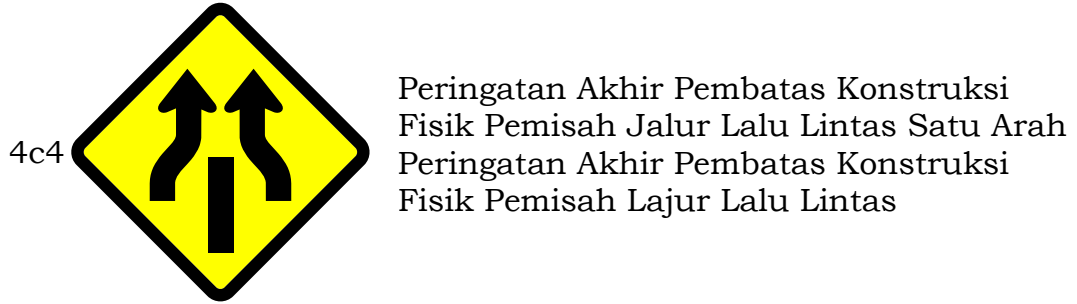 4c4
Peringatan Akhir Pembatas Konstruksi
Fisik Pemisah Jalur Lalu Lintas Satu Arah
Peringatan Akhir Pembatas Konstruksi
Fisik Pemisah Lajur Lalu Lintas